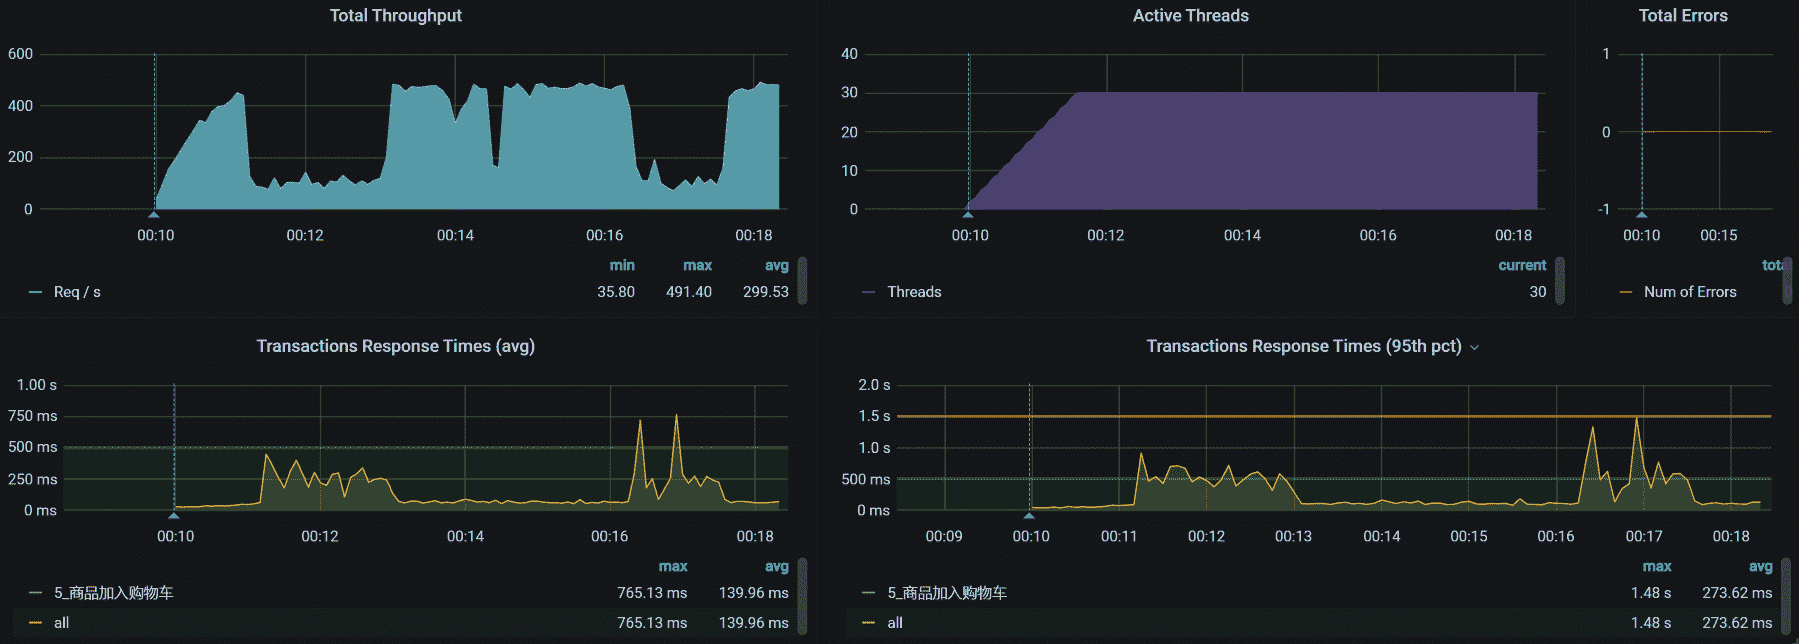 Total Throughput
600
400
200
0
00:10 00:12 00:14 00:16 00:18
min max avg
Req / s 35.80 491.40 299.53
Active Threads
40
30
20
10
0
00:10 00:12 00:14 00:16 00:18
current
Threads 30
Total Errors
1
0
-1
00:10 00:15
Num of Errors
Transactions Response Times (avg)
1.00 s
750 ms
500 ms
250 ms
0 ms
00:10 00:12 00:14 00:16 00:18
max avg
5_商品加入购物车 765.13 ms 139.96 ms
all 765.13 ms 139.96 ms
Transactions Response Times (95th pct)
2.0 s
1.5 s
1.0 s
500 ms
0 ms
00:09 00:10 00:11 00:12 00:13 00:14 00:15 00:16 00:17 00:18
max avg
5_商品加入购物车 1.48 s 273.62 ms
all 1.48 s 273.62 ms